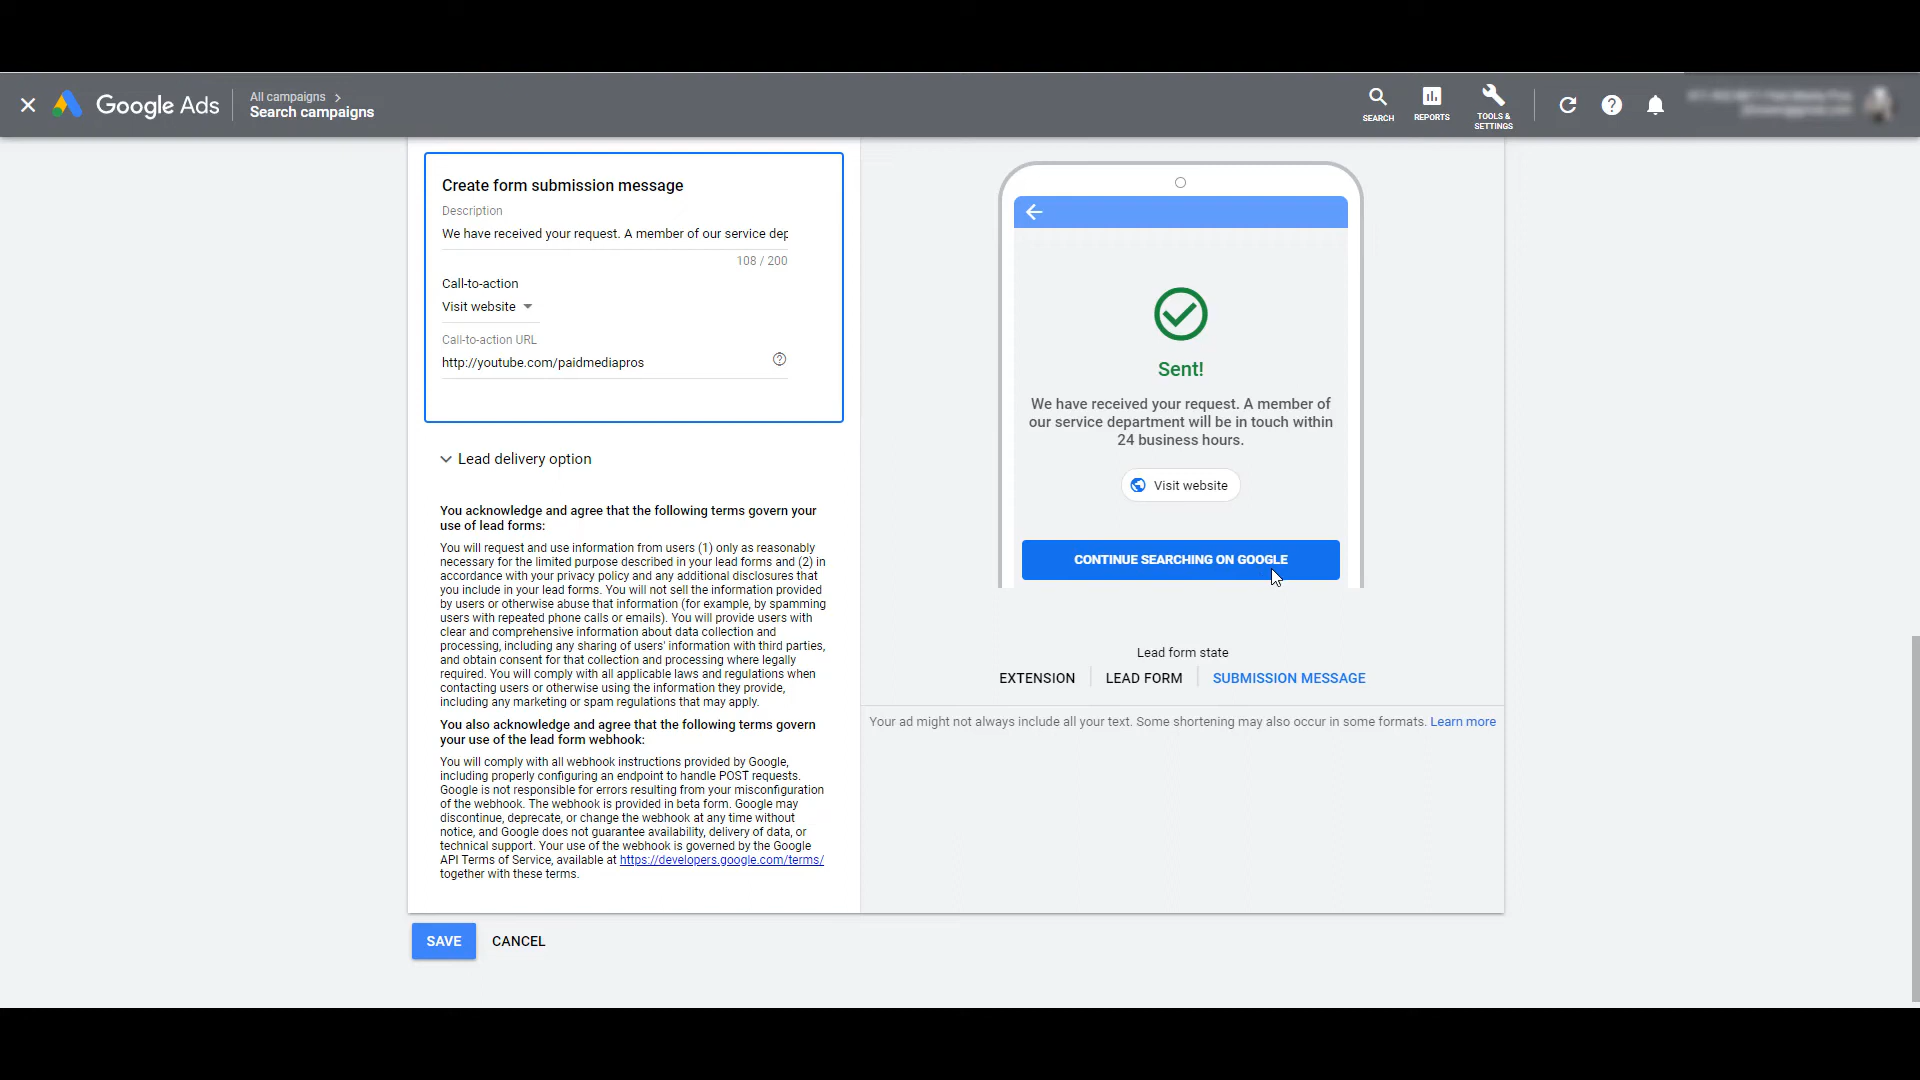 Google Ads
All campaigns >
Search campaigns
SEARCH
REPORTS
TOOLS &
SETTINGS
Create form submission message
Description
We have received your request. A member of our service dep
108 / 200
Call-to-action
Visit website
Call-to-action URL
http://youtube.com/paidmediapros
Lead delivery option
You acknowledge and agree that the following terms govern your
use of lead forms:
You will request and use information from users (1) only as reasonably
necessary for the limited purpose described in your lead forms and (2) in
accordance with your privacy policy and any additional disclosures that
you include in your lead forms. You will not sell the information provided
by users or otherwise abuse that information (for example, by spamming
users with repeated phone calls or emails). You will provide users with
clear and comprehensive information about data collection and
processing, including any sharing of users' information with third parties,
and obtain consent for that collection and processing where legally
required. You will comply with all applicable laws and regulations when
contacting users or otherwise using the information they provide,
including any marketing or spam regulations that may apply.
You also acknowledge and agree that the following terms govern
your use of the lead form webhook:
You will comply with all webhook instructions provided by Google,
including properly configuring an endpoint to handle POST requests.
Google is not responsible for errors resulting from your misconfiguration
of the webhook. The webhook is provided in beta form. Google may
discontinue, deprecate, or change the webhook at any time without
notice, and Google does not guarantee availability, delivery of data, or
technical support. Your use of the webhook is governed by the Google
API Terms of Service, available at https://developers.google.com/terms/
together with these terms.
SAVE
CANCEL
Sent!
We have received your request. A member of
our service department will be in touch within
24 business hours.
Visit website
CONTINUE SEARCHING ON GOOGLE
Lead form state
EXTENSION
LEAD FORM
SUBMISSION MESSAGE
Your ad might not always include all your text. Some shortening may also occur in some formats. Learn more